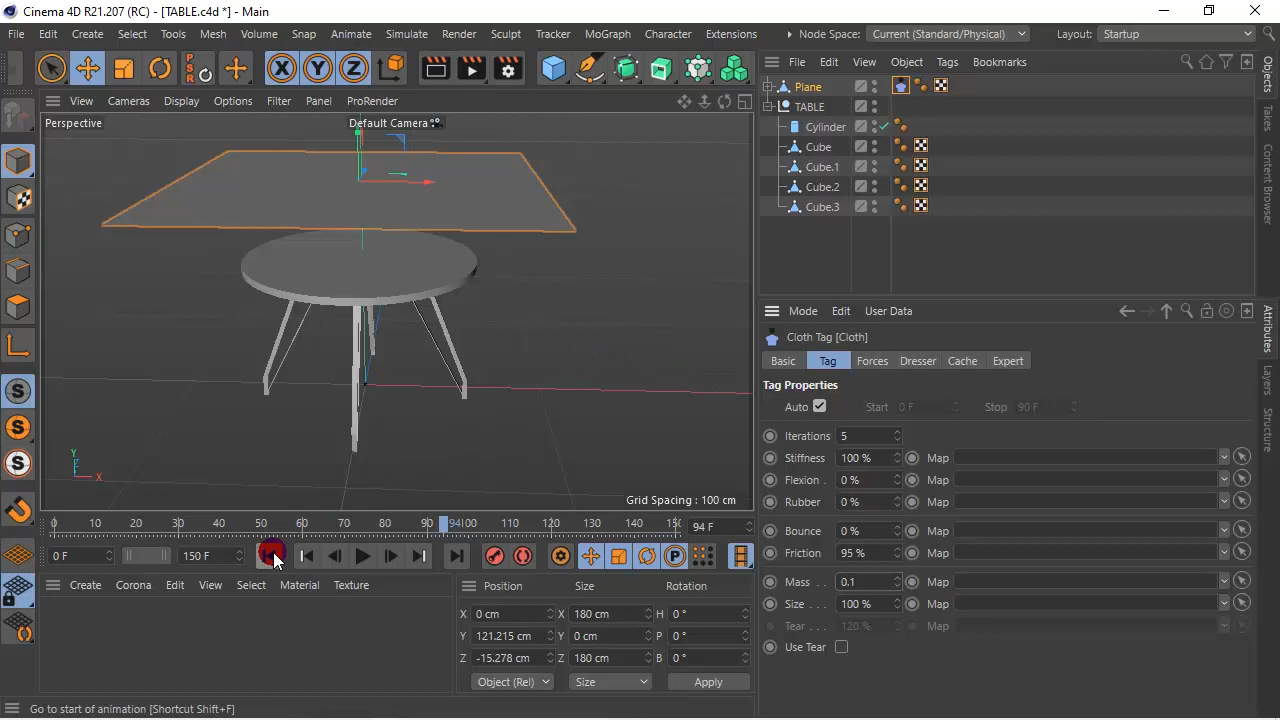 Cinema 4D R21.207 (RC) - [TABLE.c4d *] - Main
File Edit Create Select Tools Mesh Volume Snap Animate Simulate Render Sculpt Tracker MoGraph Character Extensions Node Space: Current (Standard/Physical) Layout: Startup
File Edit View Object Tags Bookmarks
Plane
TABLE
Cylinder
Cube
Cube.1
Cube.2
Cube.3
View Cameras Display Options Filter Panel ProRender
Perspective Default Camera
Y
Z
X
Grid Spacing : 100 cm
Mode Edit User Data
Cloth Tag [Cloth]
Basic Tag Forces Dresser Cache Expert
Tag Properties
Auto Start 0 F Stop 90 F
Iterations 5
Stiffness 100 % Map
Flexion . 0 % Map
Rubber . 0 % Map
Bounce . 0 % Map
Friction . 95 % Map
Mass . . 0.1 Map
Size . . . 100 % Map
Tear . . . 120 % Map
Use Tear
0 10 20 30 40 50 60 70 80 90 94 100 110 120 130 140 150 94 F
0 F 150 F
Create Corona Edit View Select Material Texture
Position Size Rotation
X 0 cm X 180 cm H 0 °
Y 121.215 cm Y 0 cm P 0 °
Z -15.278 cm Z 180 cm B 0 °
Object (Rel) Size Apply
Go to start of animation [Shortcut Shift+F]
Objects
Takes
Content Browser
Attributes
Layers
Structure